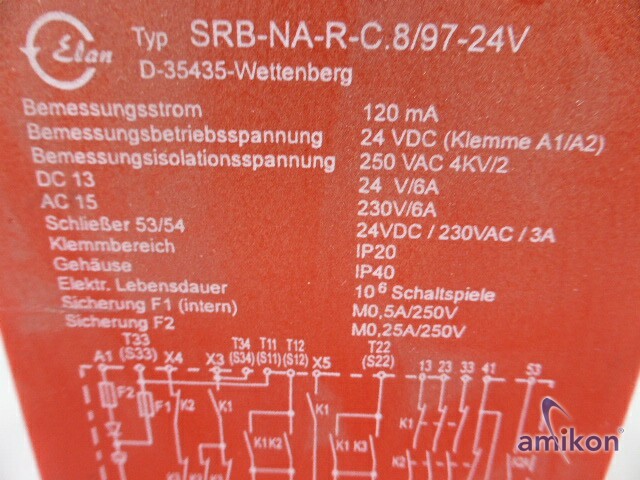 Elan Typ SRB-NA-R-C.8/97-24V
D-35435-Wettenberg
Bemessungsstrom 120 mA
Bemessungsbetriebsspannung 24 VDC (Klemme A1/A2)
Bemessungsisolationsspannung 250 VAC 4KV/2
DC 13 24 V/6A
AC 15 230V/6A
Schließer 53/54 24VDC / 230VAC / 3A
Klemmbereich IP20
Gehäuse IP40
Elektr. Lebensdauer 10⁶ Schaltspiele
Sicherung F1 (intern) M0,5A/250V
Sicherung F2 M0,25A/250V
T33 T34 T11 T12 T22
A1 (S33) X4 X3 (S34) (S11) (S12) X5 (S22) 13 23 33 41 53
F2 F1 K2 K1 K1 K1
K1 K2 K1 K3 K2
amikon®